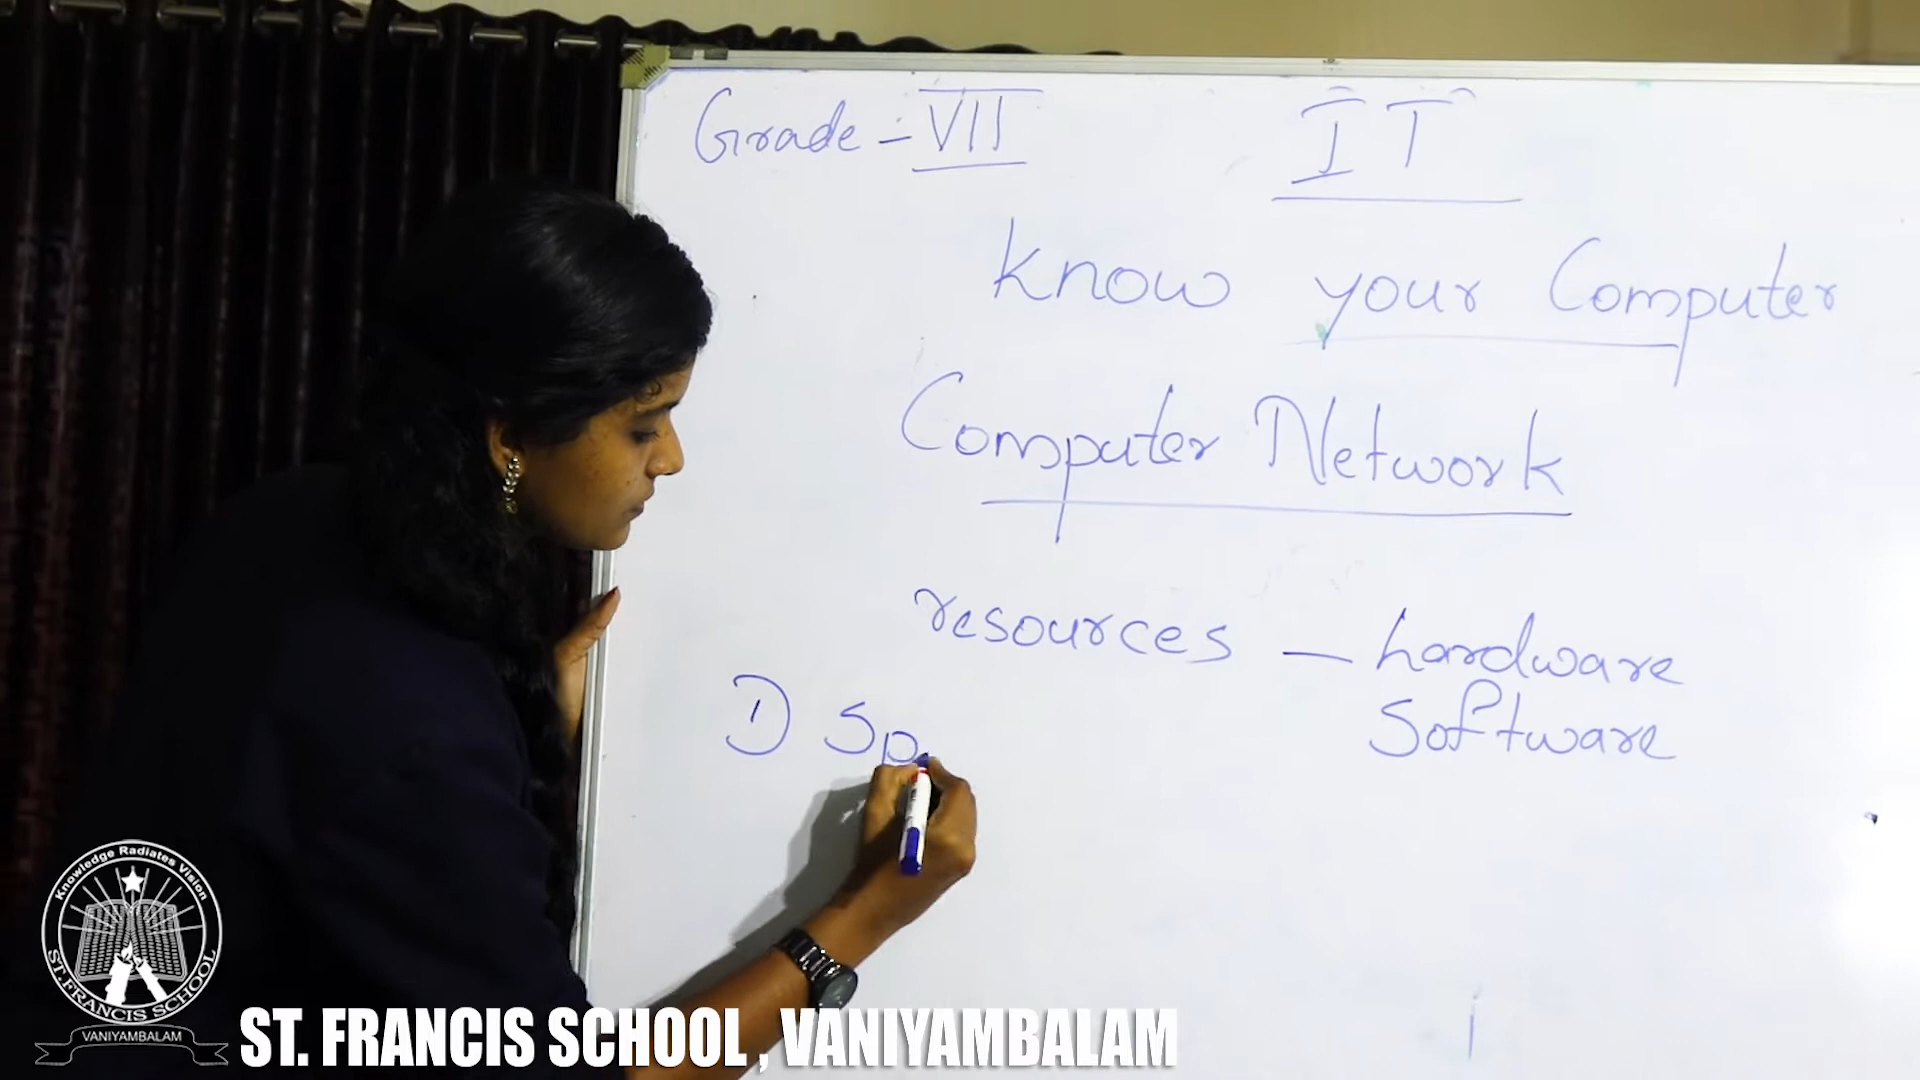 Grade - VII
IT
Know your Computer
Computer Network
resources - hardware
Software
1) Sp
Knowledge Radiates Vision
ST. FRANCIS SCHOOL
VANIYAMBALAM
ST. FRANCIS SCHOOL , VANIYAMBALAM